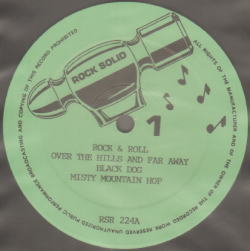 ALL RIGHTS OF THE MANUFACTURER AND OF THE OWNER OF THE RECORDED WORK RESERVED UNAUTHORIZED PUBLIC PERFORMANCE BROADCASTING AND COPYING OF THIS RECORD PROHIBITED
ROCK SOLID
1
ROCK & ROLL
OVER THE HILLS AND FAR AWAY
BLACK DOG
MISTY MOUNTAIN HOP
RSR 224A